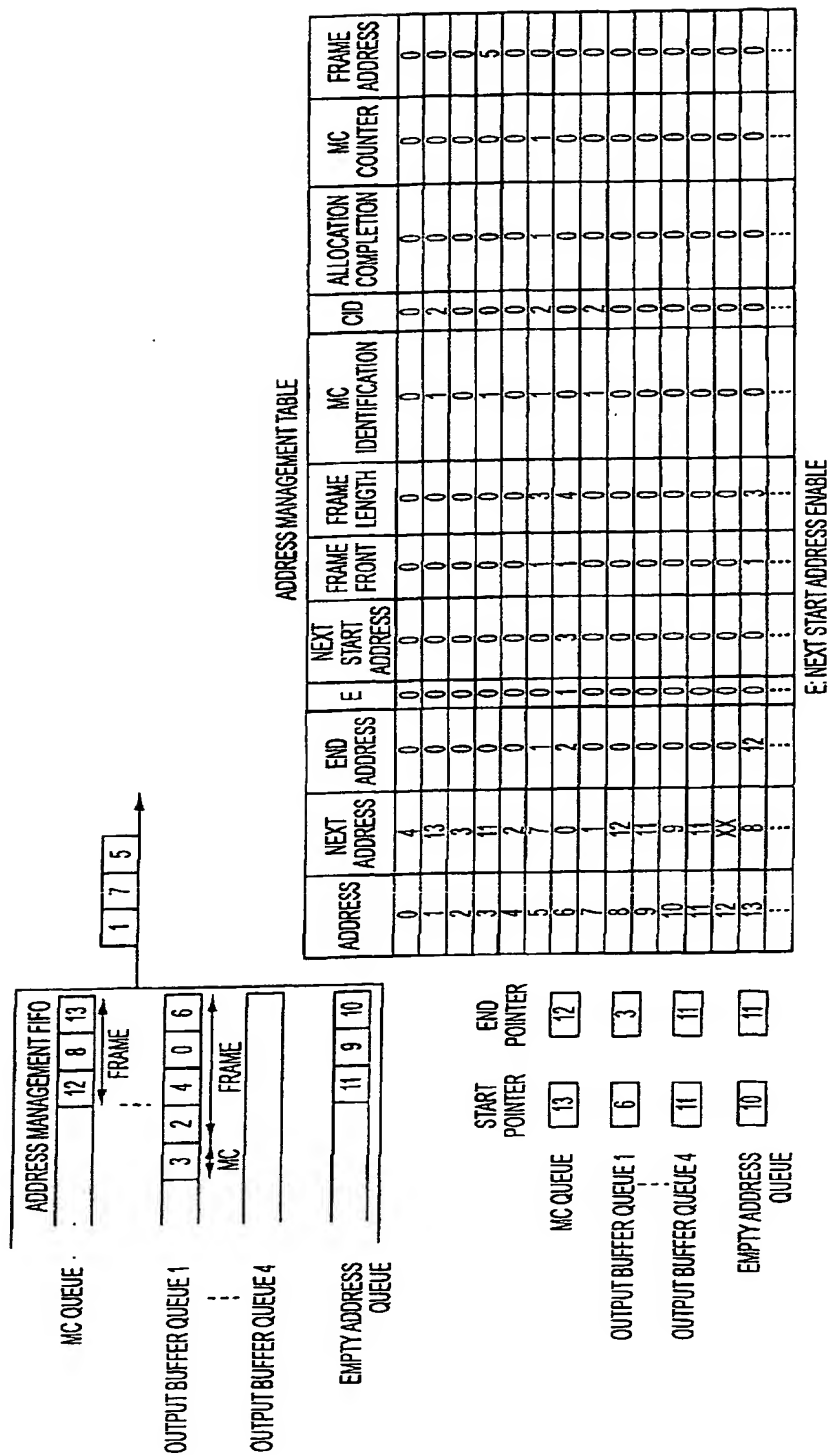 ADDRESS MANAGEMENT FIFO
MC QUEUE
12 8 13
FRAME
1 7 5
OUTPUT BUFFER QUEUE 1
3 2 4 0 6
MC FRAME
OUTPUT BUFFER QUEUE 4
EMPTY ADDRESS
QUEUE
11 9 10
START
POINTER
END
POINTER
MC QUEUE 13 12
OUTPUT BUFFER QUEUE 1 6 3
OUTPUT BUFFER QUEUE 4 11 11
EMPTY ADDRESS
QUEUE
10 11
ADDRESS MANAGEMENT TABLE
ADDRESS
NEXT
ADDRESS
END
ADDRESS
E
NEXT
START
ADDRESS
FRAME
FRONT
FRAME
LENGTH
MC
IDENTIFICATION
CID
ALLOCATION
COMPLETION
MC
COUNTER
FRAME
ADDRESS
0 4 0 0 0 0 0 0 0 0 0 0
1 13 0 0 0 0 0 1 2 0 0 0
2 3 0 0 0 0 0 0 0 0 0 0
3 11 0 0 0 0 0 1 0 0 0 5
4 2 0 0 0 0 0 0 0 0 0 0
5 7 1 0 0 1 3 1 2 1 1 0
6 0 2 1 3 1 4 0 0 0 0 0
7 1 0 0 0 0 0 1 2 0 0 0
8 12 0 0 0 0 0 0 0 0 0 0
9 11 0 0 0 0 0 0 0 0 0 0
10 9 0 0 0 0 0 0 0 0 0 0
11 11 0 0 0 0 0 0 0 0 0 0
12 XX 0 0 0 0 0 0 0 0 0 0
13 8 12 0 0 1 3 0 0 0 0 0
E: NEXT START ADDRESS ENABLE